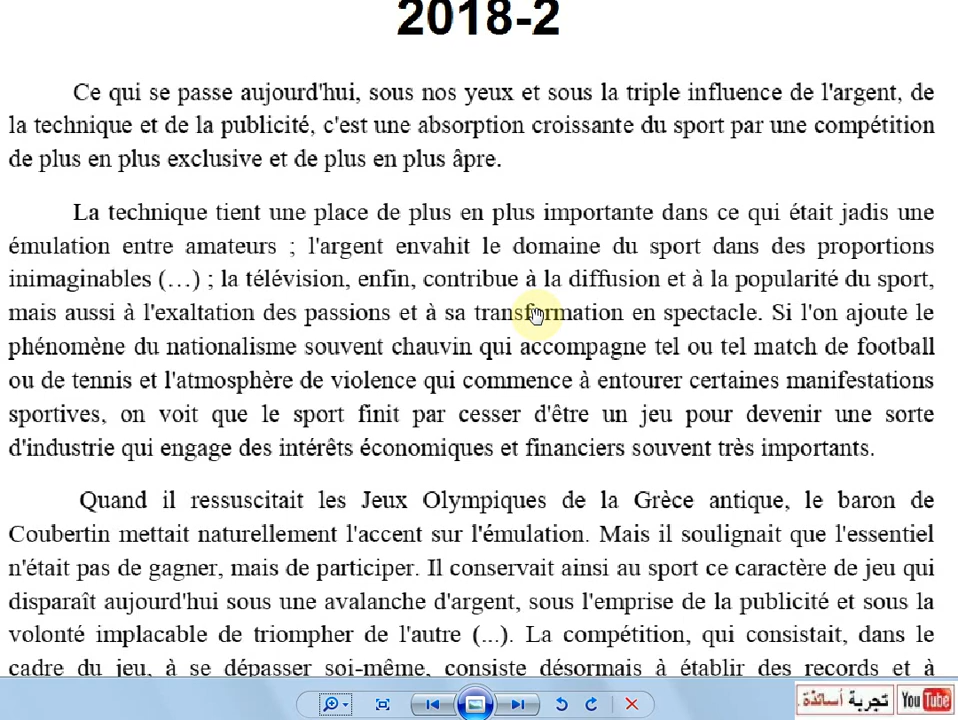 2018-2
Ce qui se passe aujourd'hui, sous nos yeux et sous la triple influence de l'argent, de
la technique et de la publicité, c'est une absorption croissante du sport par une compétition
de plus en plus exclusive et de plus en plus âpre.
La technique tient une place de plus en plus importante dans ce qui était jadis une
émulation entre amateurs ; l'argent envahit le domaine du sport dans des proportions
inimaginables (…) ; la télévision, enfin, contribue à la diffusion et à la popularité du sport,
mais aussi à l'exaltation des passions et à sa transformation en spectacle. Si l'on ajoute le
phénomène du nationalisme souvent chauvin qui accompagne tel ou tel match de football
ou de tennis et l'atmosphère de violence qui commence à entourer certaines manifestations
sportives, on voit que le sport finit par cesser d'être un jeu pour devenir une sorte
d'industrie qui engage des intérêts économiques et financiers souvent très importants.
Quand il ressuscitait les Jeux Olympiques de la Grèce antique, le baron de
Coubertin mettait naturellement l'accent sur l'émulation. Mais il soulignait que l'essentiel
n'était pas de gagner, mais de participer. Il conservait ainsi au sport ce caractère de jeu qui
disparaît aujourd'hui sous une avalanche d'argent, sous l'emprise de la publicité et sous la
volonté implacable de triompher de l'autre (...). La compétition, qui consistait, dans le
cadre du jeu, à se dépasser soi-même, consiste désormais à établir des records et à
تجربة أساتذة YouTube